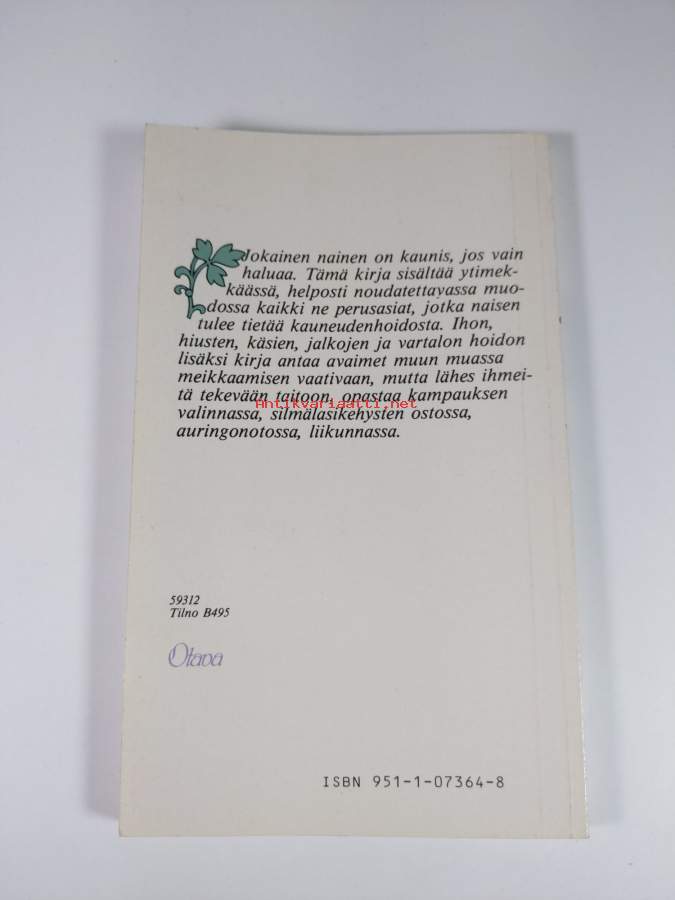 Jokainen nainen on kaunis, jos vain
haluaa. Tämä kirja sisältää ytimek-
käässä, helposti noudatettavassa muo-
dossa kaikki ne perusasiat, jotka naisen
tulee tietää kauneudenhoidosta. Ihon,
hiusten, käsien, jalkojen ja vartalon hoidon
lisäksi kirja antaa avaimet muun muassa
meikkaamisen vaativaan, mutta lähes ihmei-
tä tekevään taitoon, opastaa kampauksen
Antikvariaatti.net
valinnassa, silmälasikehysten ostossa,
auringonotossa, liikunnassa.
59312
Tilno B495
Otava
ISBN 951-1-07364-8